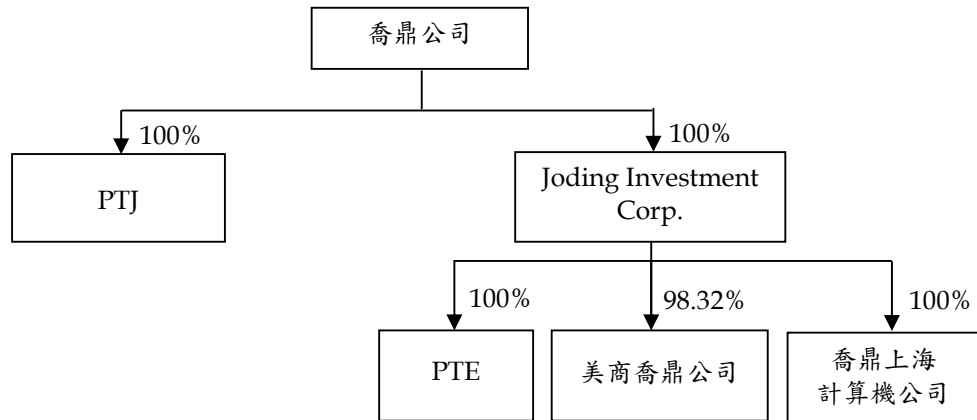 喬鼎公司
100%
100%
PTJ
Joding Investment
Corp.
100%
98.32%
100%
PTE
美商喬鼎公司
喬鼎上海
計算機公司